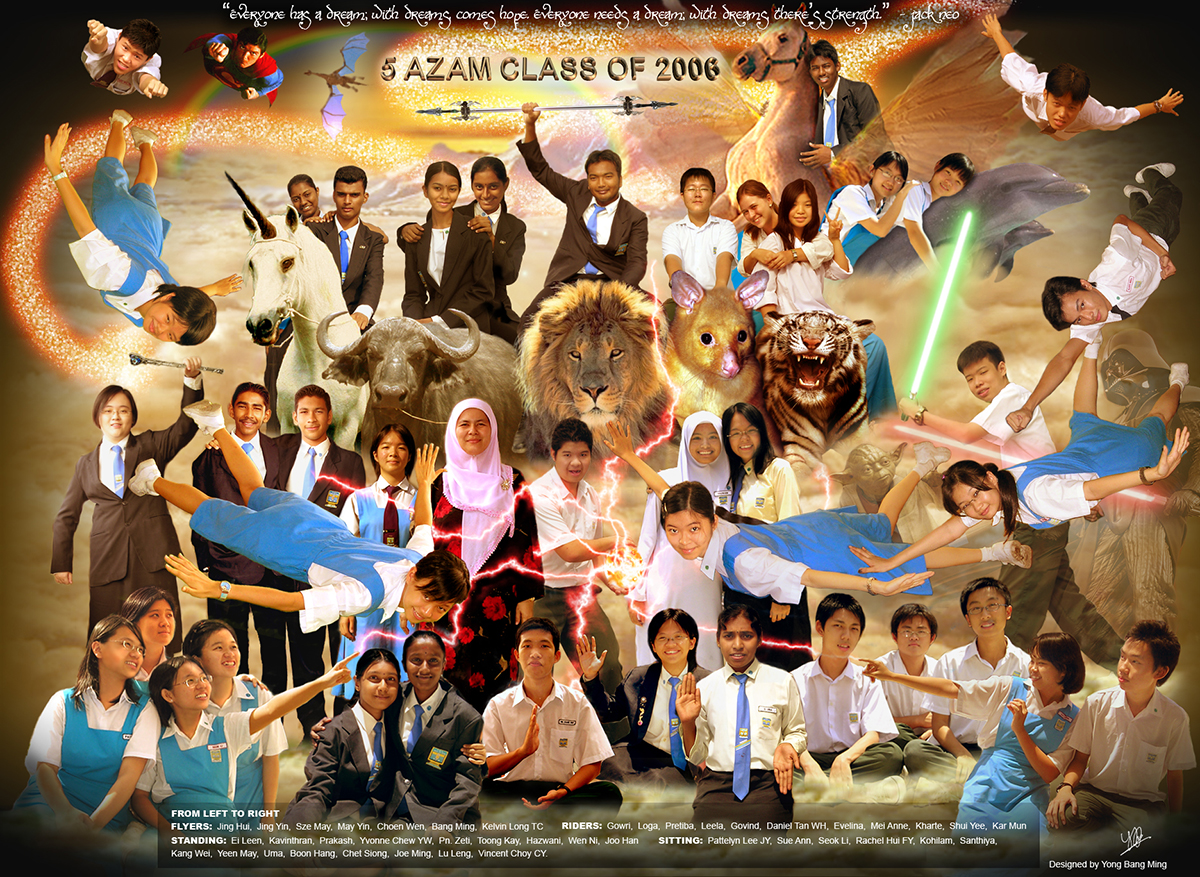 “everyone has a dream; with dreams, comes hope. everyone needs a dream; with dreams, there’s strength.” - jack neo
5 AZAM CLASS OF 2006
FROM LEFT TO RIGHT
FLYERS: Jing Hui, Jing Yin, Sze May, May Yin, Choen Wen, Bang Ming, Kelvin Long TC RIDERS: Gowri, Loga, Pretiba, Leela, Govind, Daniel Tan WH, Evelina, Mei Anne, Kharte, Shui Yee, Kar Mun
STANDING: Ei Leen, Kavinthran, Prakash, Yvonne Chew YW, Pn. Zeti, Toong Kay, Hazwani, Wen Ni, Joo Han SITTING: Pattelyn Lee JY, Sue Ann, Seok Li, Rachel Hui FY, Kohilam, Santhiya,
Kang Wei, Yeen May, Uma, Boon Hang, Chet Siong, Joe Ming, Lu Leng, Vincent Choy CY.
Designed by Yong Bang Ming